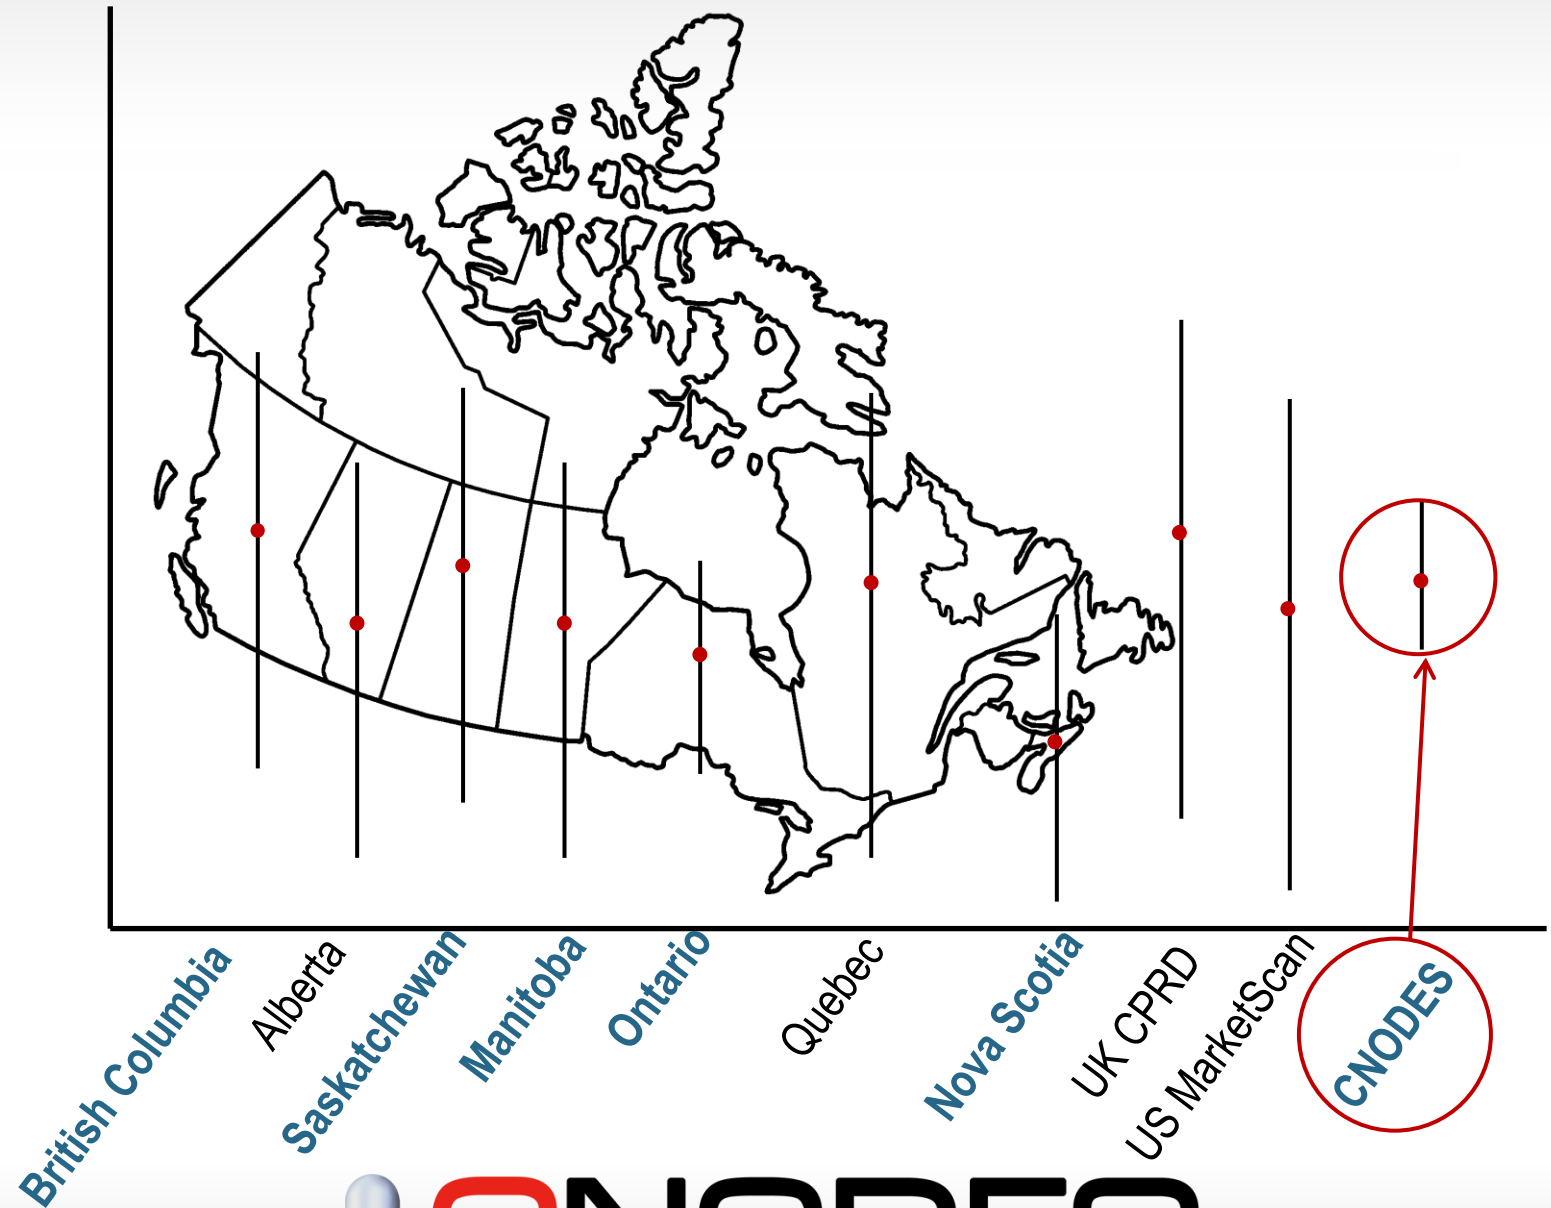 British Columbia
Alberta
Saskatchewan
Manitoba
Ontario
Quebec
Nova Scotia
UK CPRD
US MarketScan
CNODES